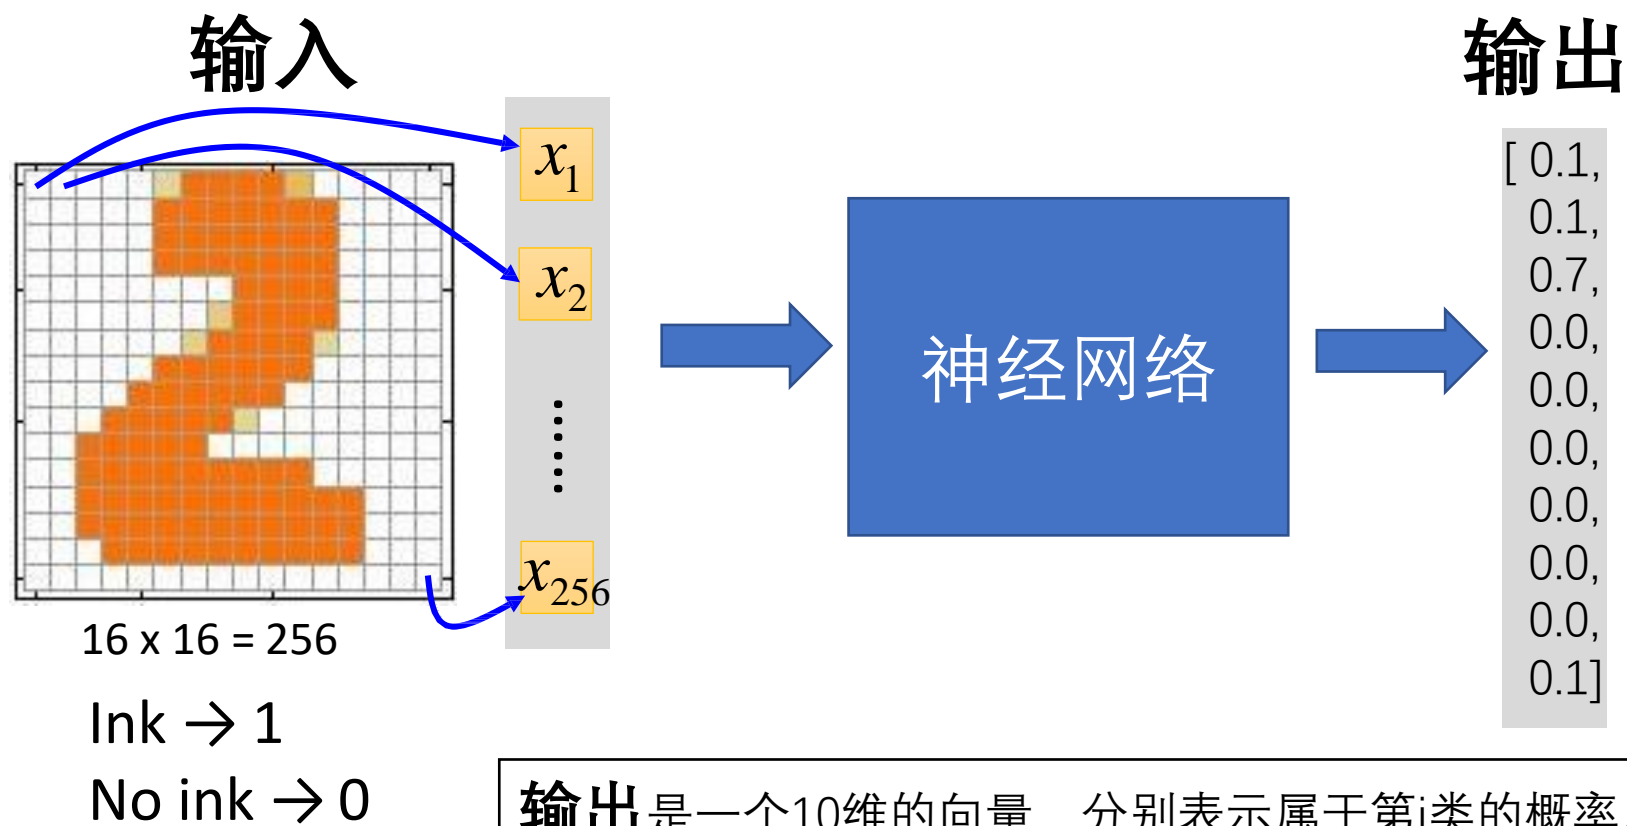 输入
输出
x1
x2
……
x256
神经网络
[ 0.1,
0.1,
0.7,
0.0,
0.0,
0.0,
0.0,
0.0,
0.0,
0.1]
16 x 16 = 256
Ink → 1
No ink → 0
输出是一个10维的向量 分别表示属于第i类的概率